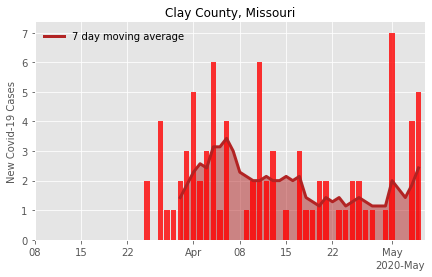 Clay County, Missouri
7 day moving average
New Covid-19 Cases
7
6
5
4
3
2
1
0
08 15 22 Apr 08 15 22 May
2020-May